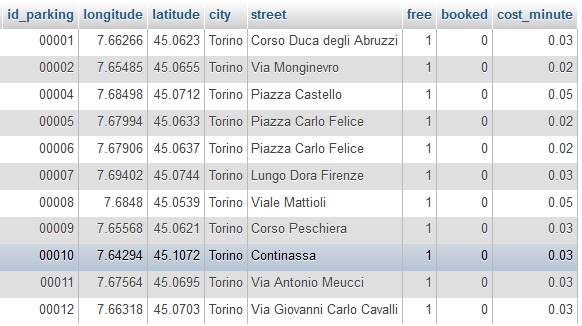 id_parking longitude latitude city street free booked cost_minute
00001 7.66266 45.0623 Torino Corso Duca degli Abruzzi 1 0 0.03
00002 7.65485 45.0655 Torino Via Monginevro 1 0 0.02
00004 7.68498 45.0712 Torino Piazza Castello 1 0 0.05
00005 7.67994 45.0633 Torino Piazza Carlo Felice 1 0 0.02
00006 7.67906 45.0637 Torino Piazza Carlo Felice 1 0 0.02
00007 7.69402 45.0744 Torino Lungo Dora Firenze 1 0 0.03
00008 7.6848 45.0539 Torino Viale Mattioli 1 0 0.05
00009 7.65568 45.0621 Torino Corso Peschiera 1 0 0.03
00010 7.64294 45.1072 Torino Continassa 1 0 0.03
00011 7.67564 45.0695 Torino Via Antonio Meucci 1 0 0.03
00012 7.66318 45.0703 Torino Via Giovanni Carlo Cavalli 1 0 0.03